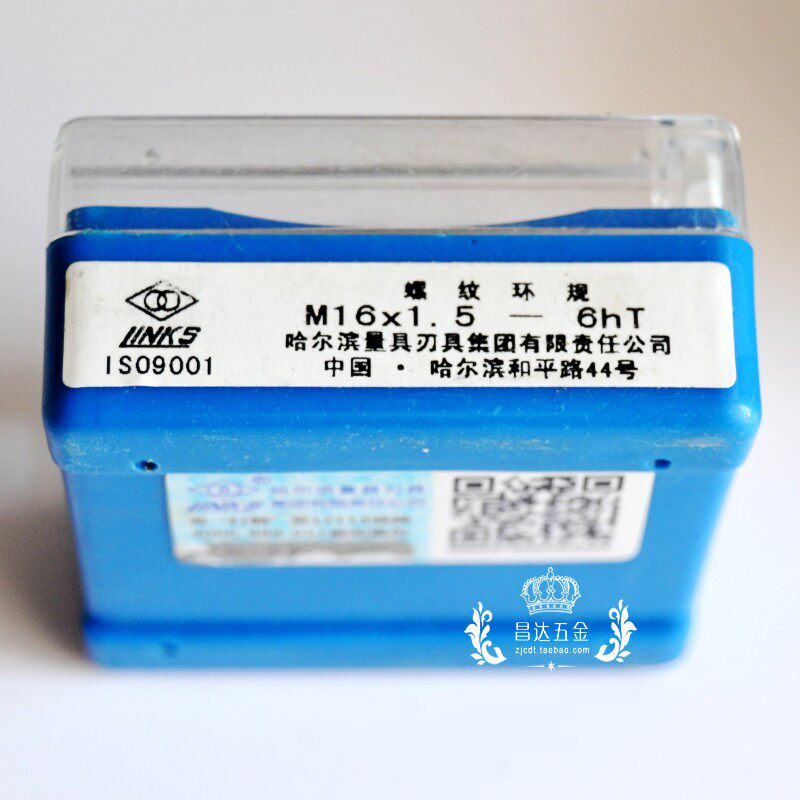 螺纹环规
M16x1.5 — 6hT
LINKS
哈尔滨量具刃具集团有限责任公司
ISO9001
中国·哈尔滨和平路44号
LINKS
昌达五金
zjcdt.taobao.com